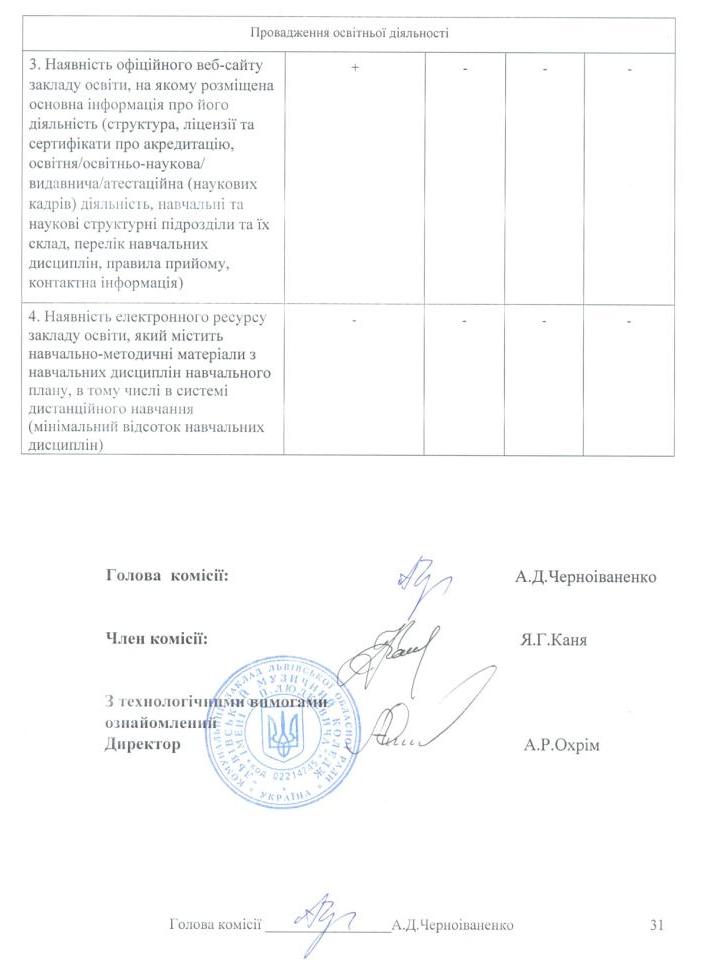 Провадження освітньої діяльності
3. Наявність офіційного веб-сайту + - - -
закладу освіти, на якому розміщена
основна інформація про його
діяльність (структура, ліцензії та
сертифікати про акредитацію,
освітня/освітньо-наукова/
видавнича/атестаційна (наукових
кадрів) діяльність, навчальні та
наукові структурні підрозділи та їх
склад, перелік навчальних
дисциплін, правила прийому,
контактна інформація)
4. Наявність електронного ресурсу - - - -
закладу освіти, який містить
навчально-методичні матеріали з
навчальних дисциплін навчального
плану, в тому числі в системі
дистанційного навчання
(мінімальний відсоток навчальних
дисциплін)
Голова комісії: А.Д.Черноіваненко
Член комісії: Я.Г.Каня
З технологічними вимогами
ознайомлений
Директор А.Р.Охрім
КОМУНАЛЬНИЙ ЗАКЛАД ЛЬВІВСЬКОЇ ОБЛАСНОЇ РАДИ
"ЛЬВІВСЬКИЙ МУЗИЧНИЙ КОЛЕДЖ
ІМЕНІ С.П.ЛЮДКЕВИЧА"
* код 02214745 *
* УКРАЇНА *
Голова комісії ____________________А.Д.Черноіваненко 31